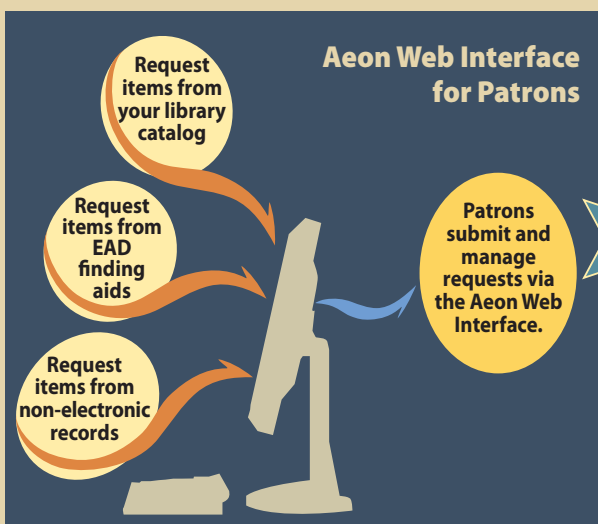 Aeon Web Interface
for Patrons
Request
items from
your library
catalog
Request
items from
EAD
finding
aids
Request
items from
non-electronic
records
Patrons
submit and
manage
requests via
the Aeon Web
Interface.